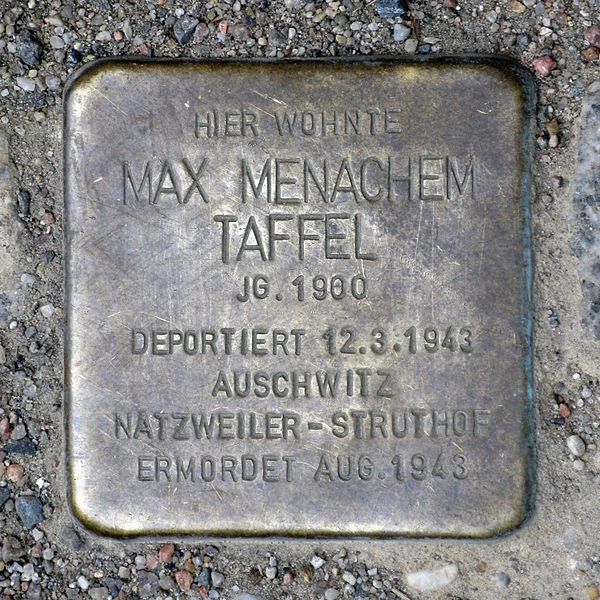 HIER WOHNTE
MAX MENACHEM
TAFFEL
JG. 1900
DEPORTIERT 12.3.1943
AUSCHWITZ
NATZWEILER-STRUTHOF
ERMORDET AUG. 1943